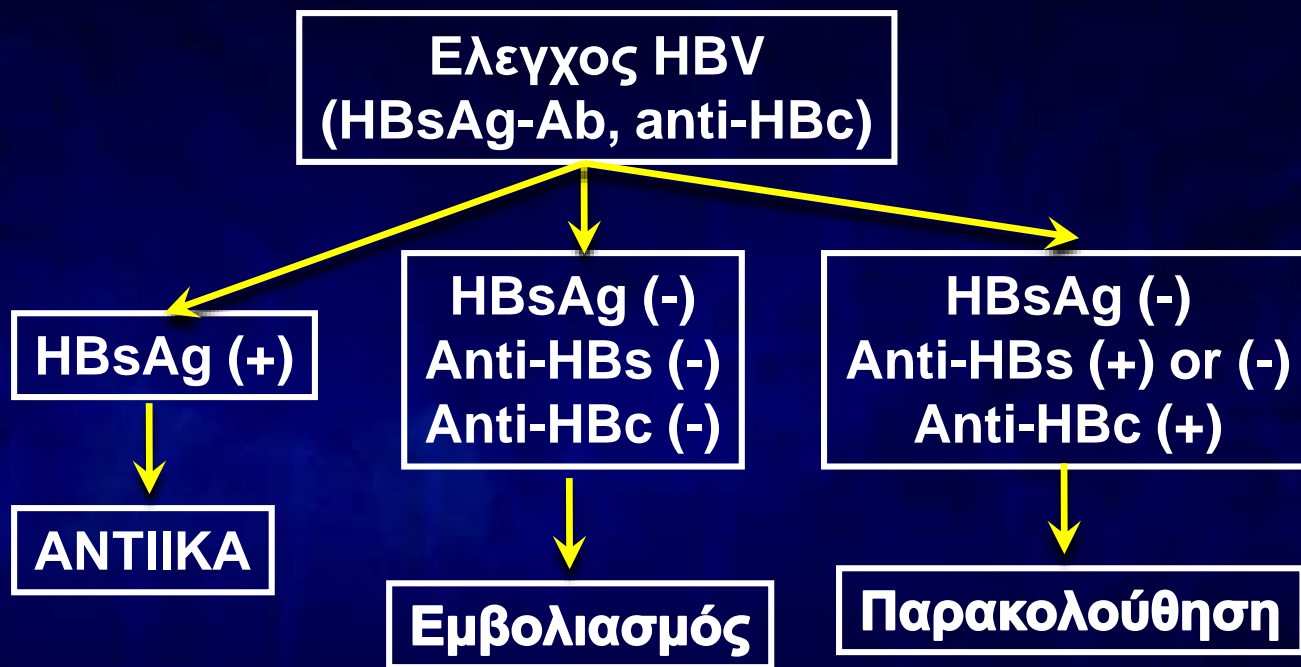 Ελεγχος HBV
(HBsAg-Ab, anti-HBc)
HBsAg (+)
ΑΝΤΙΙΚΑ
HBsAg (-)
Anti-HBs (-)
Anti-HBc (-)
Εμβολιασμός
HBsAg (-)
Anti-HBs (+) or (-)
Anti-HBc (+)
Παρακολούθηση